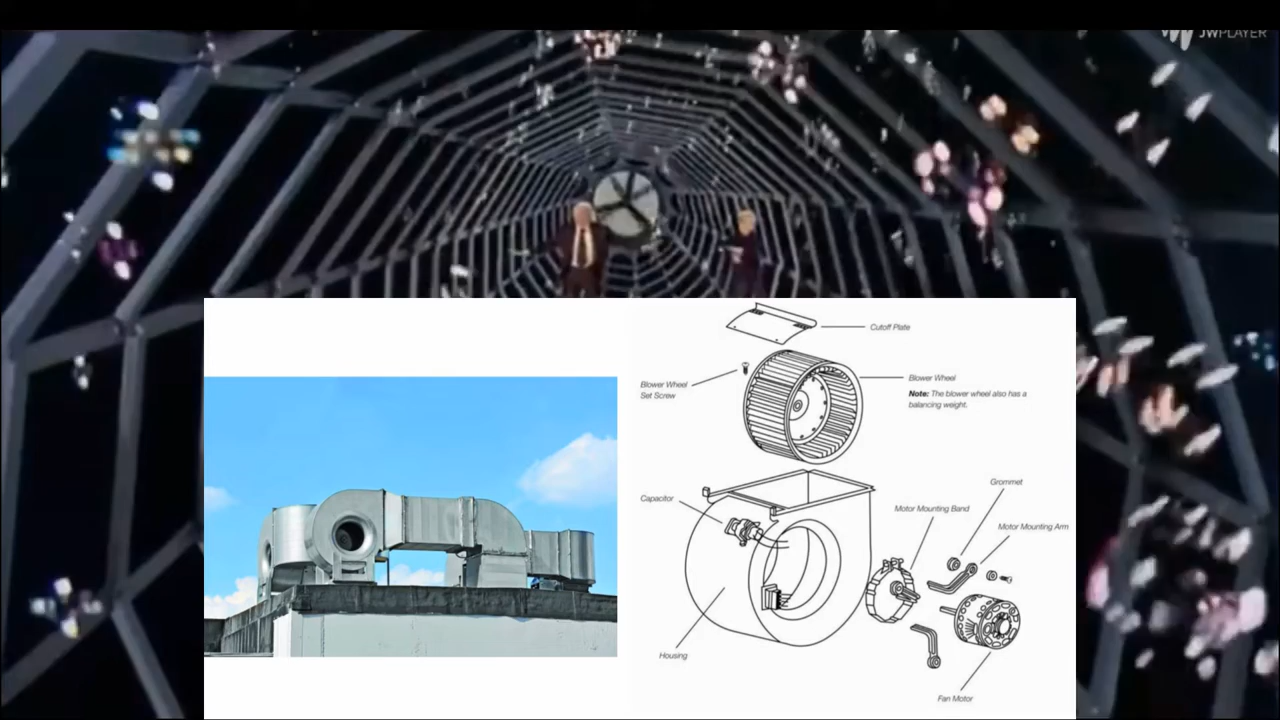 JWPLAYER
Cutoff Plate
Blower Wheel
Set Screw
Blower Wheel
Note: The blower wheel also has a
balancing weight.
Grommet
Capacitor
Motor Mounting Band
Motor Mounting Arm
Housing
Fan Motor